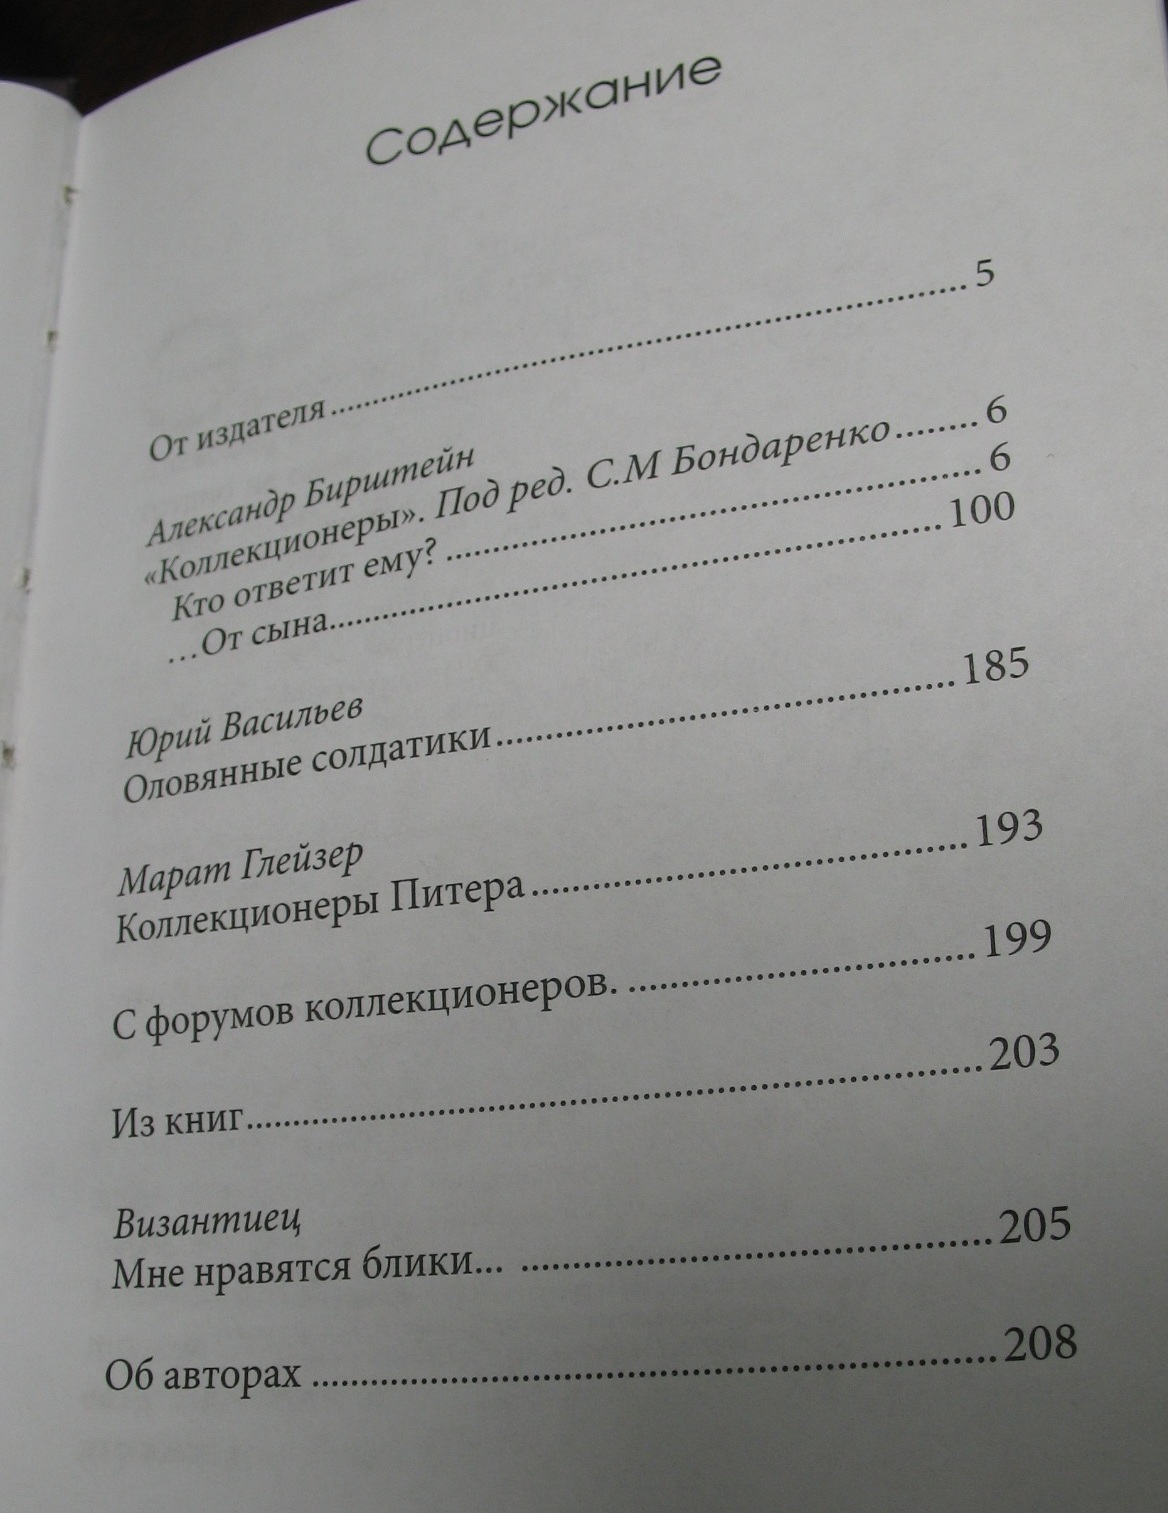 Содержание
От издателя.......................................................... 5
Александр Бирштейн
«Коллекционеры». Под ред. С.М Бондаренко........ 6
Кто ответит ему? ................................................ 6
...От сына...................................................... 100
Юрий Васильев
Оловянные солдатики........................................ 185
Марат Глейзер
Коллекционеры Питера...................................... 193
С форумов коллекционеров. .............................. 199
Из книг............................................................... 203
Византиец
Мне нравятся блики... ........................................ 205
Об авторах .......................................................... 208